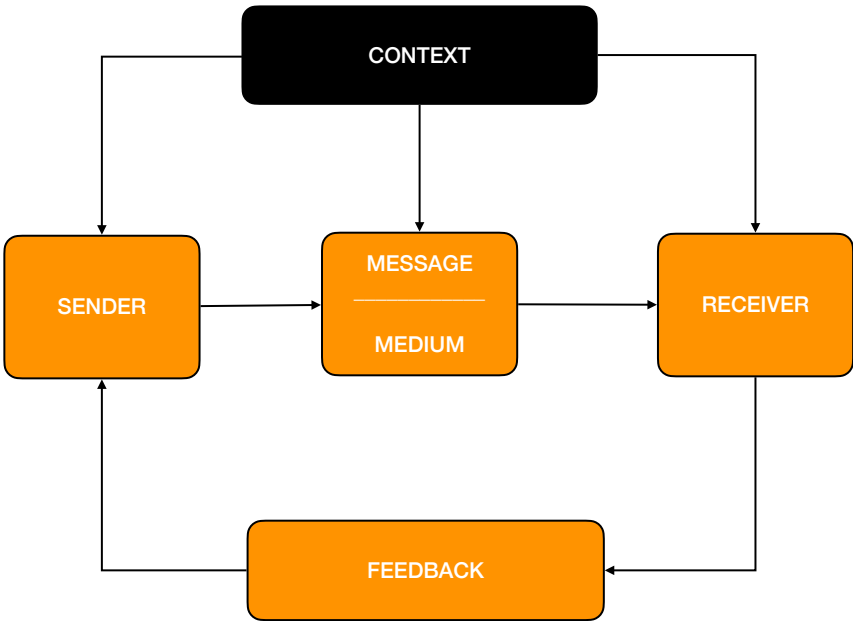 CONTEXT
SENDER
MESSAGE
MEDIUM
RECEIVER
FEEDBACK